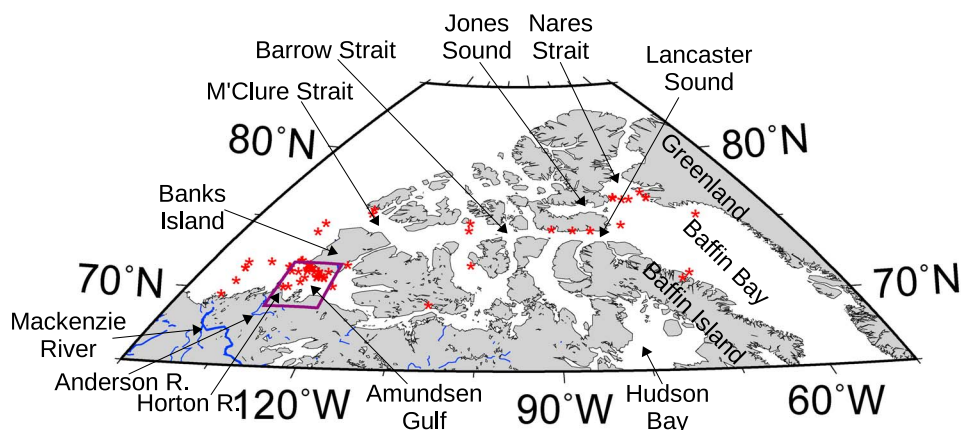 Jones
Sound
Nares
Strait
Barrow Strait
Lancaster
Sound
M'Clure Strait
80°N
80°N
Greenland
Banks
Island
Baffin Bay
70°N
70°N
Baffin Island
Mackenzie
River
Anderson R.
Horton R.
120°W
Amundsen
Gulf
90°W
Hudson
Bay
60°W